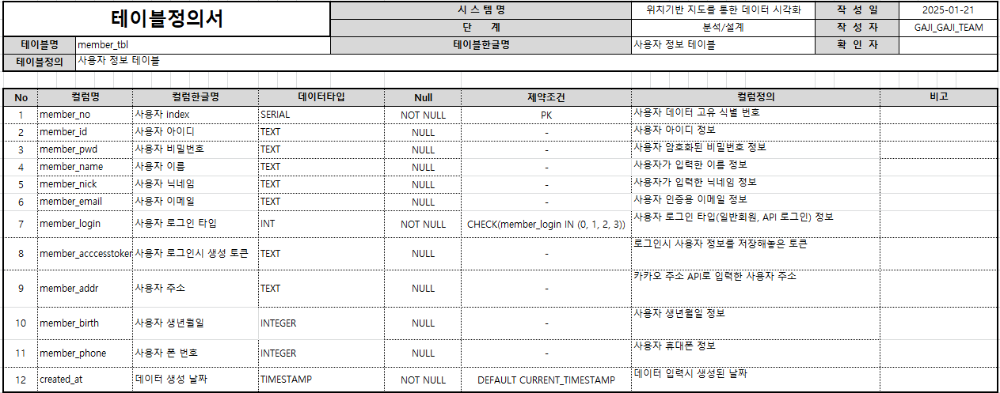 테이블정의서 시 스 템 명 위치기반 지도를 통한 데이터 시각화 작 성 일 2025-01-21
단 계 분석/설계 작 성 자 GAJI_GAJI_TEAM
테이블명 member_tbl 테이블한글명 사용자 정보 테이블 확 인 자
테이블정의 사용자 정보 테이블
No 컬럼명 컬럼한글명 데이터타입 Null 제약조건 컬럼정의 비고
1 member_no 사용자 index SERIAL NOT NULL PK 사용자 데이터 고유 식별 번호
2 member_id 사용자 아이디 TEXT NULL - 사용자 아이디 정보
3 member_pwd 사용자 비밀번호 TEXT NULL - 사용자 암호화된 비밀번호 정보
4 member_name 사용자 이름 TEXT NULL - 사용자가 입력한 이름 정보
5 member_nick 사용자 닉네임 TEXT NULL - 사용자가 입력한 닉네임 정보
6 member_email 사용자 이메일 TEXT NULL - 사용자 인증용 이메일 정보
7 member_login 사용자 로그인 타입 INT NOT NULL CHECK(member_login IN (0, 1, 2, 3)) 사용자 로그인 타입(일반회원, API 로그인) 정보
8 member_acccesstoker 사용자 로그인시 생성 토큰 TEXT NULL - 로그인시 사용자 정보를 저장해놓은 토큰
9 member_addr 사용자 주소 TEXT NULL - 카카오 주소 API로 입력한 사용자 주소
10 member_birth 사용자 생년월일 INTEGER NULL - 사용자 생년월일 정보
11 member_phone 사용자 폰 번호 INTEGER NULL - 사용자 휴대폰 정보
12 created_at 데이터 생성 날짜 TIMESTAMP NOT NULL DEFAULT CURRENT_TIMESTAMP 데이터 입력시 생성된 날짜